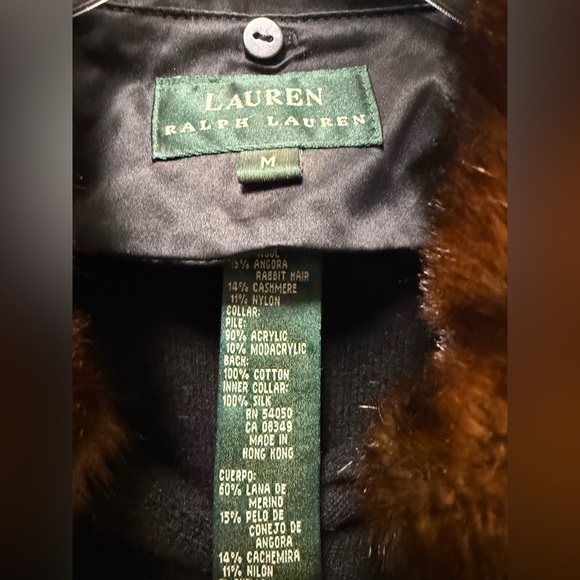 LAUREN
RALPH LAUREN
M
WOOL
15% ANGORA
RABBIT HAIR
14% CASHMERE
11% NYLON
COLLAR:
PILE:
90% ACRYLIC
10% MODACRYLIC
BACK:
100% COTTON
INNER COLLAR:
100% SILK
RN 54050
CA 08349
MADE IN
HONG KONG
CUERPO:
60% LANA DE
MERINO
15% PELO DE
CONEJO DE
ANGORA
14% CACHEMIRA
11% NILON